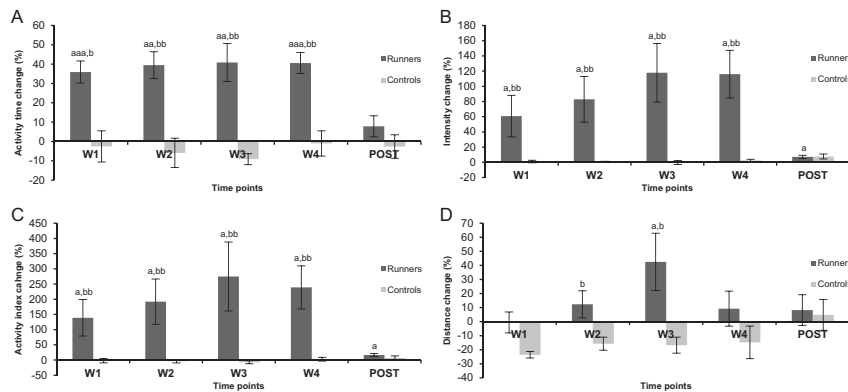 A
Activity time change (%)
60
50
40
30
20
10
0
-10
-20
aaa,b
aa,bb
aa,bb
aaa,bb
W1
W2
W3
W4
POST
Time points
Runners
Controls
B
Intensity change (%)
180
160
140
120
100
80
60
40
20
0
-20
a,bb
a,bb
a,bb
a,bb
a
W1
W2
W3
W4
POST
Time points
Runners
Controls
C
Activity index cahnge (%)
450
400
350
300
250
200
150
100
50
0
-50
a,bb
a,bb
a,bb
a,bb
a
W1
W2
W3
W4
POST
Time points
Runners
Controls
D
Distance change (%)
70
60
50
40
30
20
10
0
-10
-20
-30
-40
b
a,b
W1
W2
W3
W4
POST
Time points
Runners
Controls